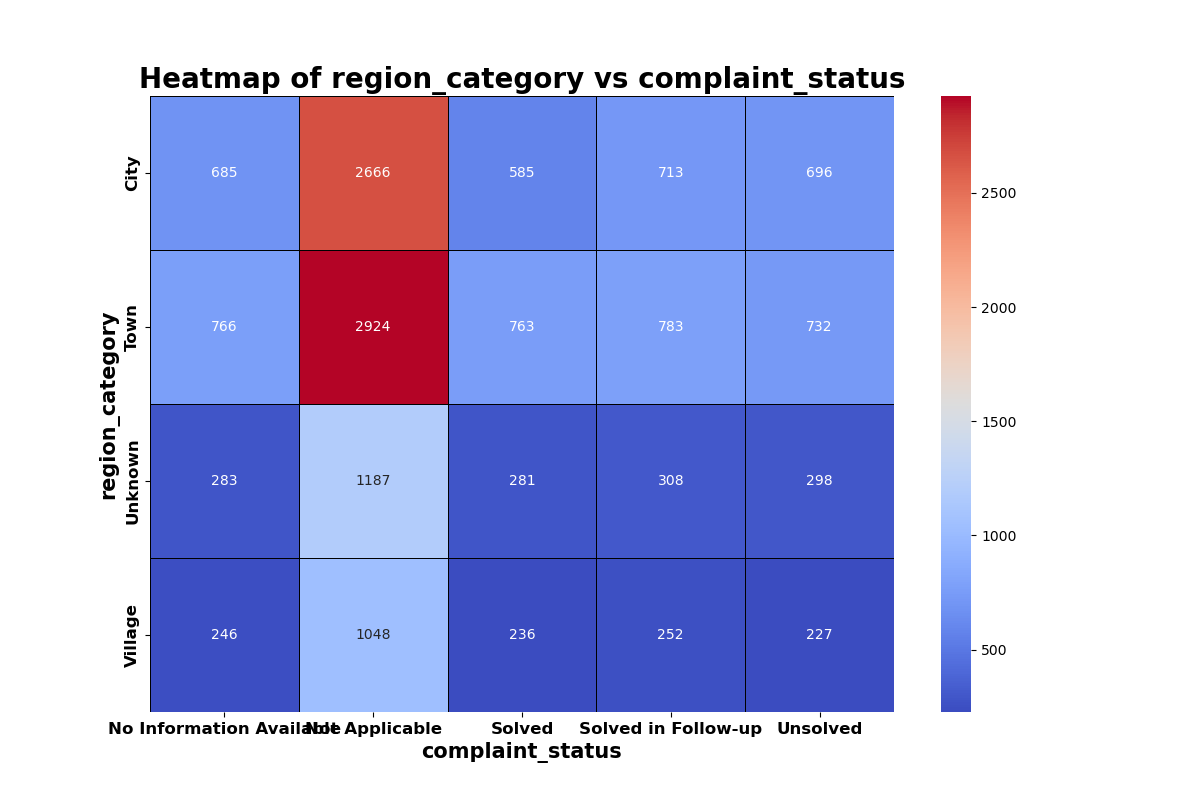 Heatmap of region_category vs complaint_status
region_category
City
685 2666 585 713 696
Town
766 2924 763 783 732
Unknown
283 1187 281 308 298
Village
246 1048 236 252 227
No Information Available Not Applicable Solved Solved in Follow-up Unsolved
complaint_status
2500
2000
1500
1000
500